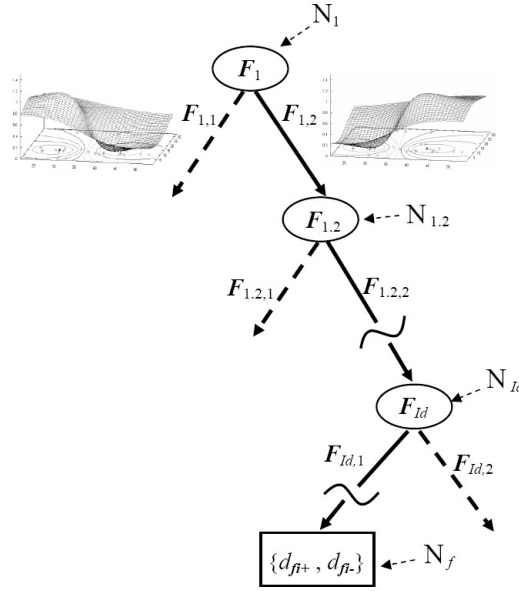 N1
F1
F1,1
F1,2
F1.2
N1.2
F1.2,1
F1.2,2
N Id
FId
FId,1
FId,2
{dfi+ , dfi-}
Nf